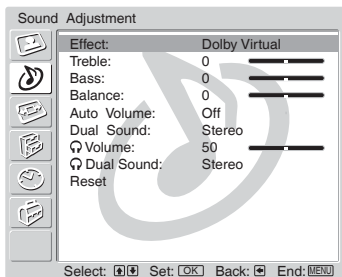 Sound Adjustment
Effect: Dolby Virtual
Treble: 0
Bass: 0
Balance: 0
Auto Volume: Off
Dual Sound: Stereo
Volume: 50
Dual Sound: Stereo
Reset
Select: Set: OK Back: End: MENU